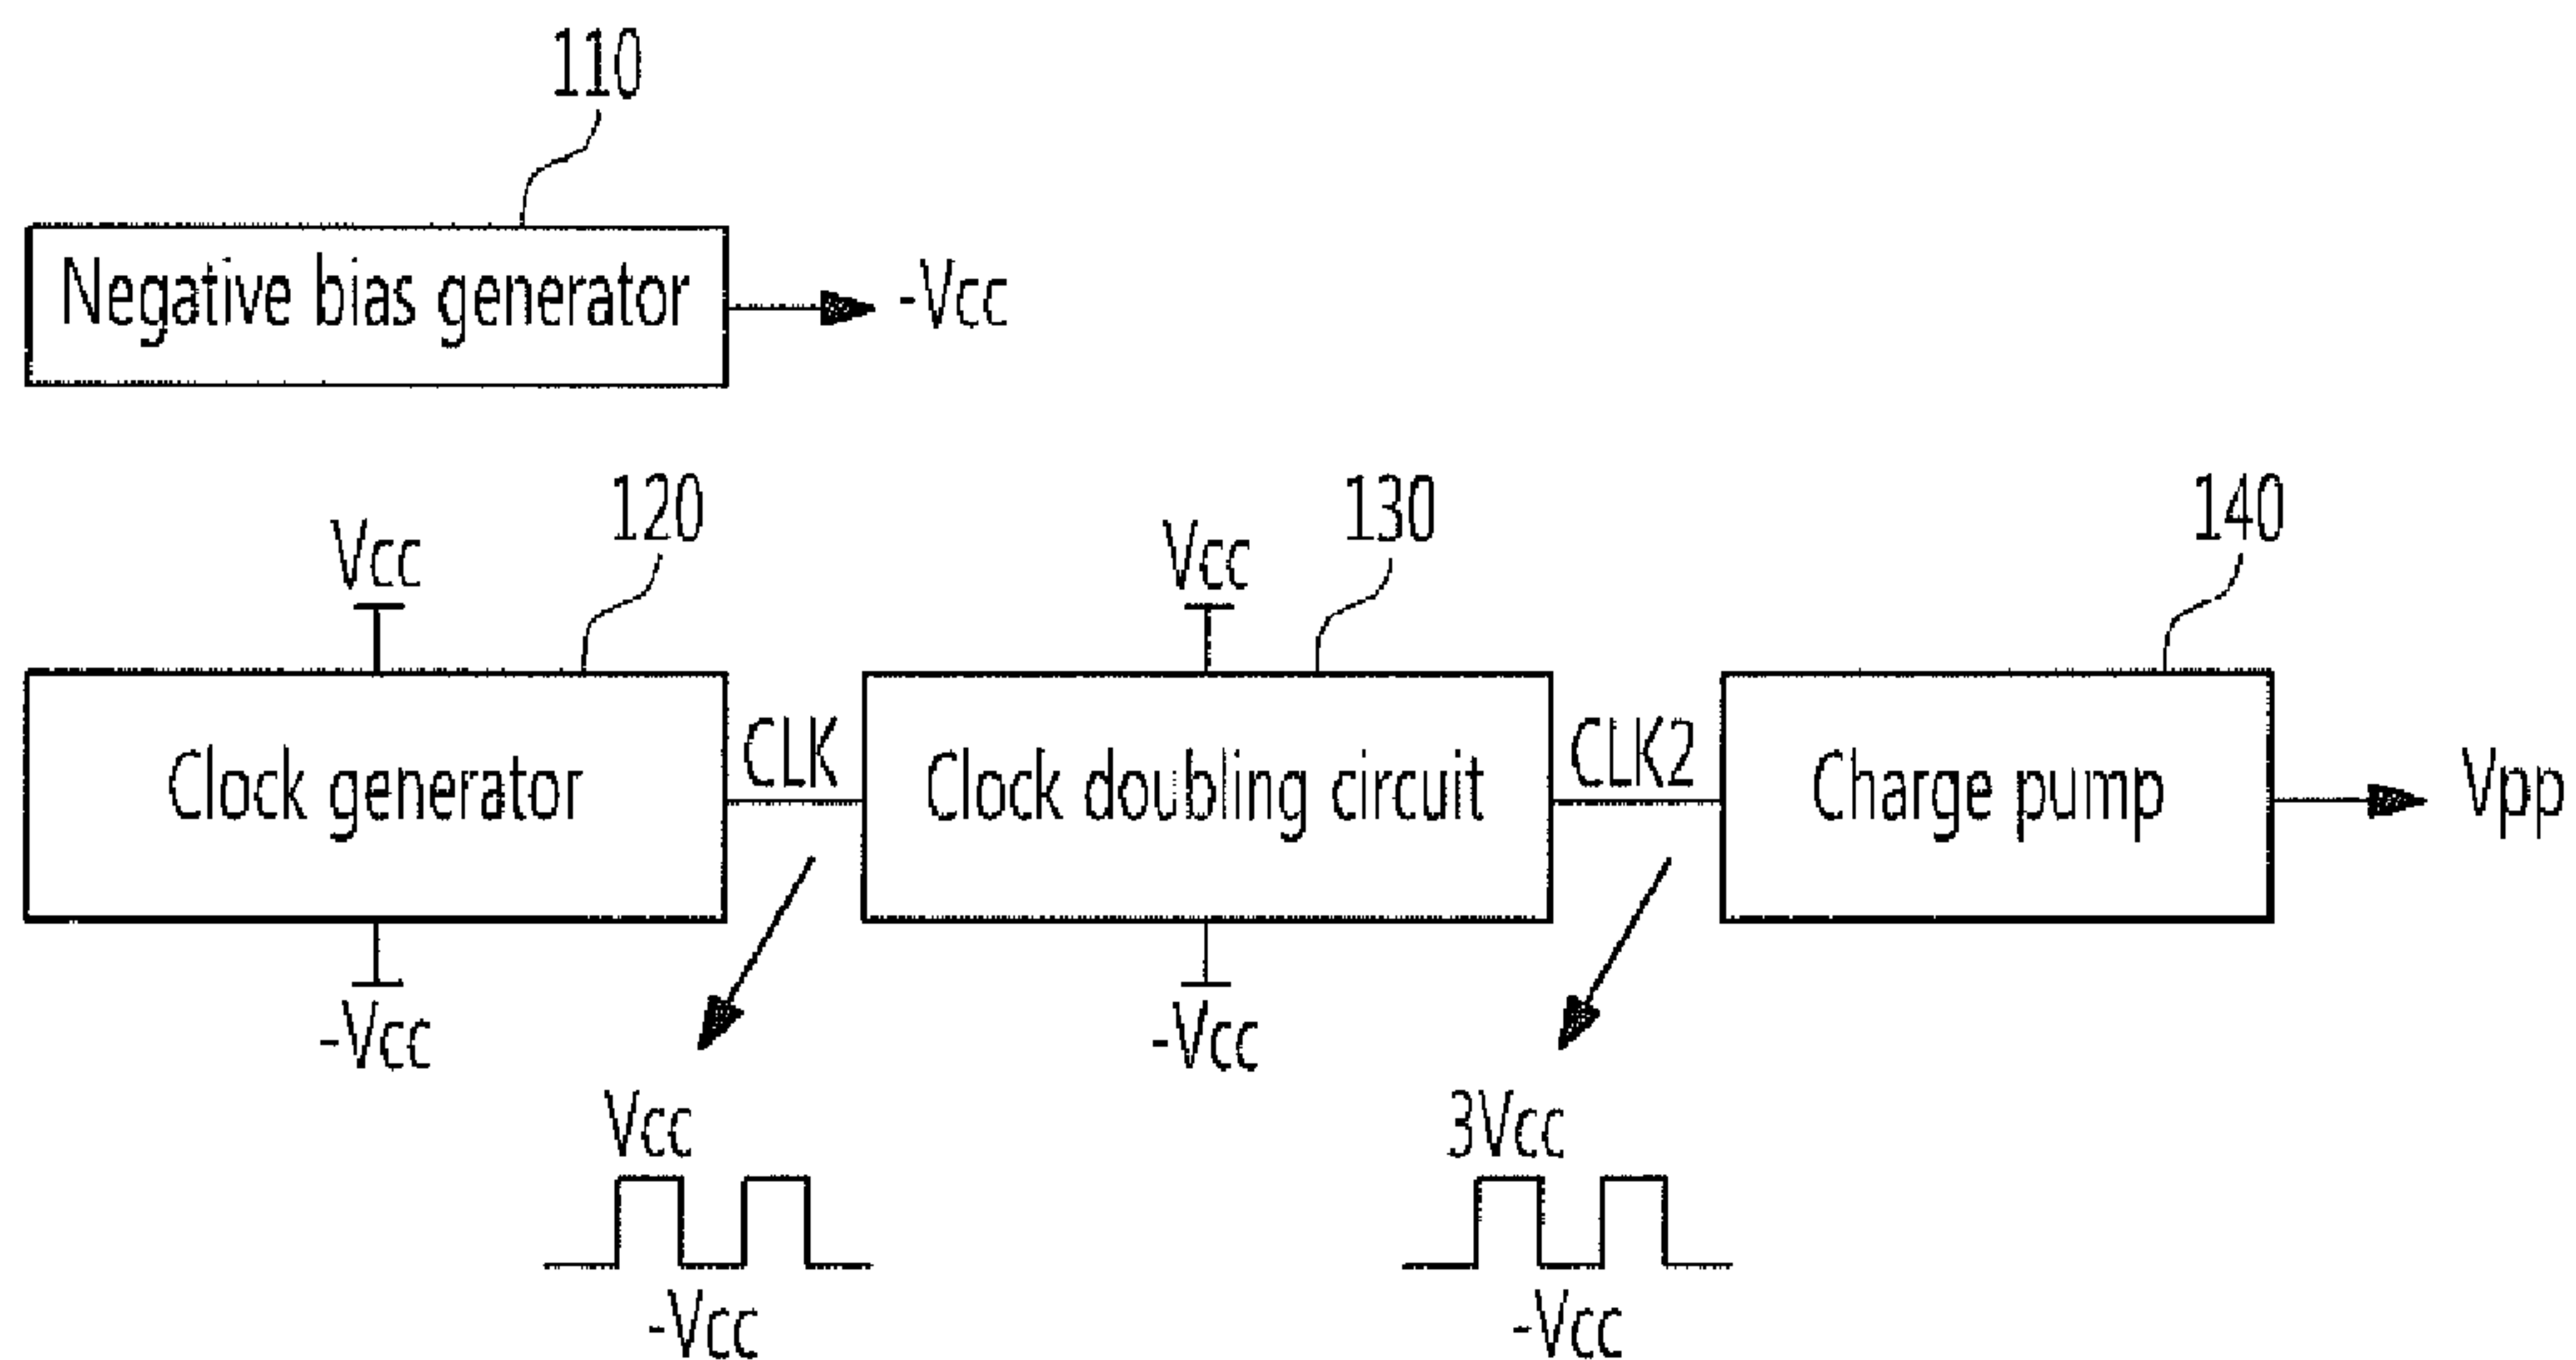 110
Negative bias generator
-Vcc
120
130
140
Vcc
Vcc
Clock generator
CLK
Clock doubling circuit
CLK2
Charge pump
Vpp
-Vcc
-Vcc
Vcc
3Vcc
-Vcc
-Vcc